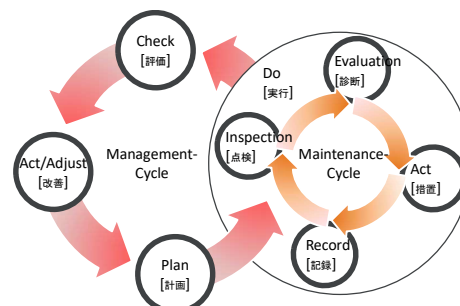 Check
[評価]
Do
[実行]
Evaluation
[診断]
Inspection
[点検]
Management-
Cycle
Maintenance-
Cycle
Act/Adjust
[改善]
Act
[措置]
Record
[記録]
Plan
[計画]